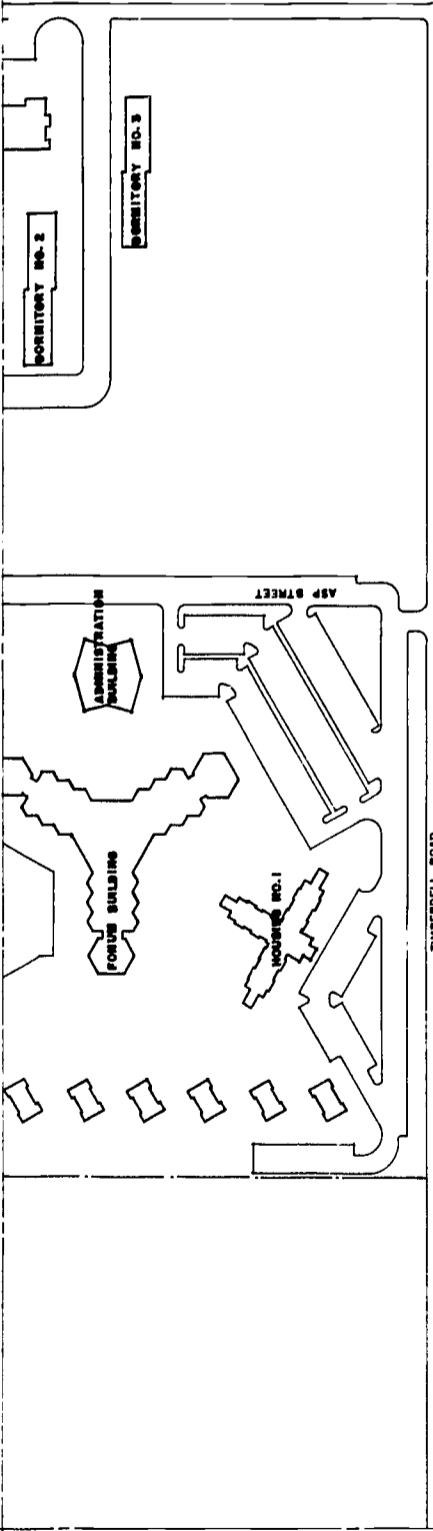 DORMITORY NO. 3
DORMITORY NO. 2
ASP STREET
ADMINISTRATION
BUILDING
FORUM BUILDING
HOUSING NO. 1